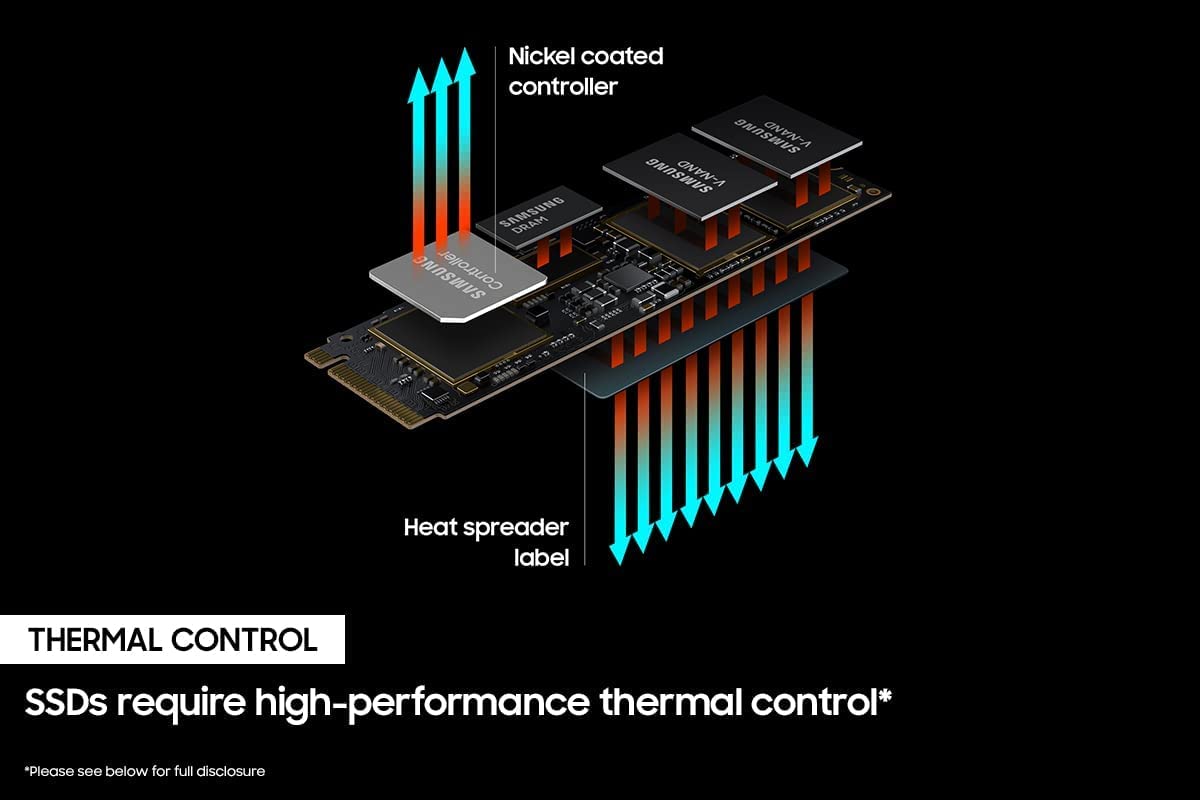 Nickel coated
controller
SAMSUNG
V-NAND
SAMSUNG
V-NAND
SAMSUNG
DRAM
SAMSUNG
Controller
Heat spreader
label
THERMAL CONTROL
SSDs require high-performance thermal control*
*Please see below for full disclosure